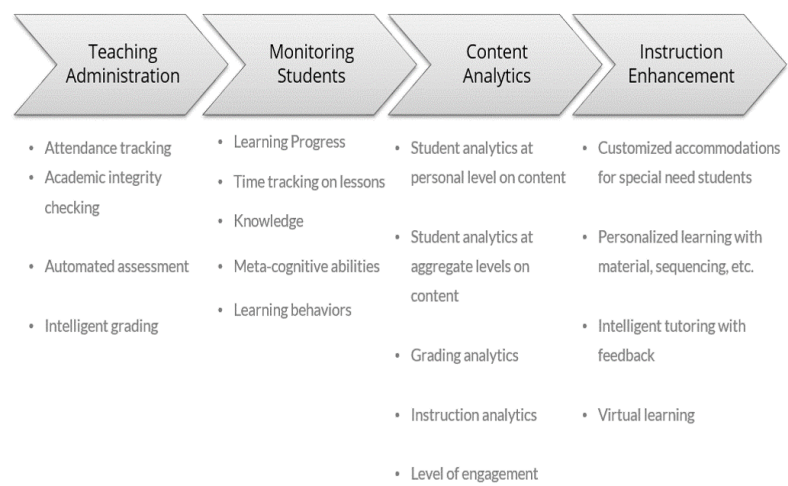 Teaching
Administration
• Attendance tracking
• Academic integrity
checking
• Automated assessment
• Intelligent grading
Monitoring
Students
• Learning Progress
• Time tracking on lessons
• Knowledge
• Meta-cognitive abilities
• Learning behaviors
Content
Analytics
• Student analytics at
personal level on content
• Student analytics at
aggregate levels on
content
• Grading analytics
• Instruction analytics
• Level of engagement
Instruction
Enhancement
• Customized accommodations
for special need students
• Personalized learning with
material, sequencing, etc.
• Intelligent tutoring with
feedback
• Virtual learning